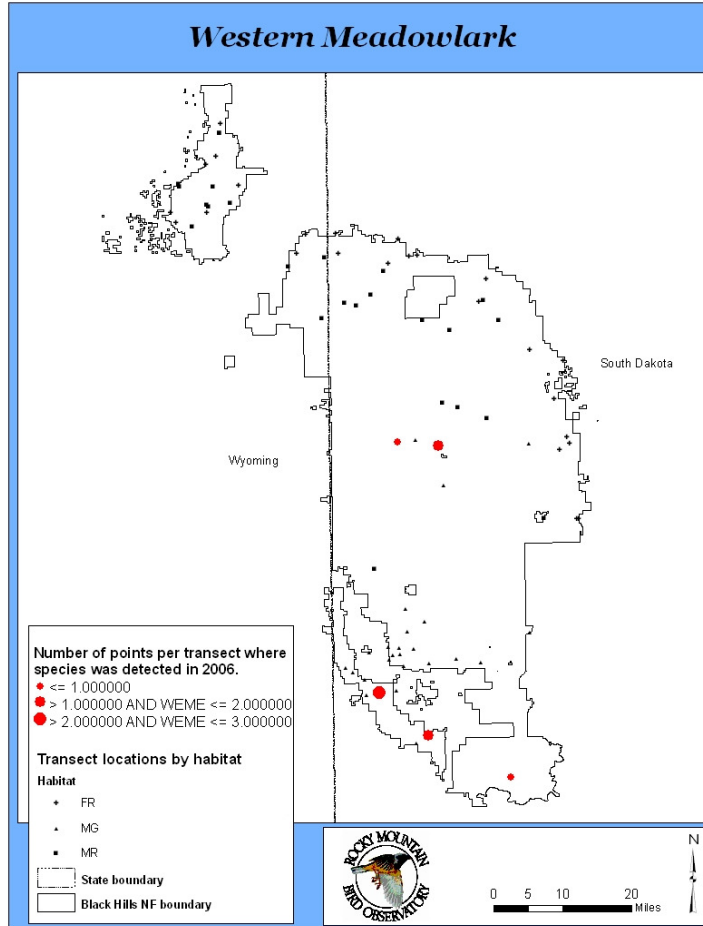 Western Meadowlark
South Dakota
Wyoming
Number of points per transect where
species was detected in 2006.
<= 1.000000
> 1.000000 AND WEME <= 2.000000
> 2.000000 AND WEME <= 3.000000
Transect locations by habitat
Habitat
FR
MG
MR
State boundary
Black Hills NF boundary
ROCKY MOUNTAIN
BIRD OBSERVATORY
N
0 5 10 20
Miles